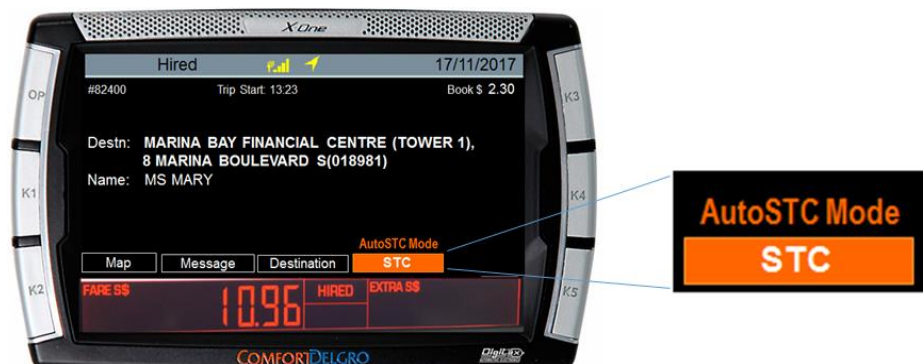 X One
Hired 17/11/2017
#82400 Trip Start: 13:23 Book $ 2.30
OP
K3
Destn: MARINA BAY FINANCIAL CENTRE (TOWER 1),
8 MARINA BOULEVARD S(018981)
Name: MS MARY
K1
K4
AutoSTC Mode
Map Message Destination STC
AutoSTC Mode
STC
K2
K5
FARE S$ 10.96 HIRED EXTRA S$
COMFORTDELGRO
DigiTax